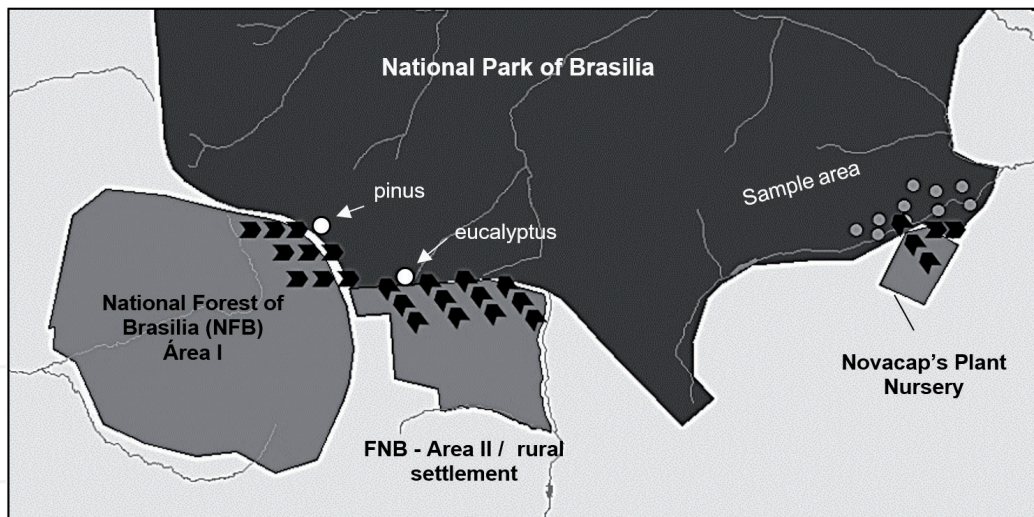 National Park of Brasilia
Sample area
pinus
eucalyptus
National Forest of
Brasilia (NFB)
Área I
Novacap's Plant
Nursery
FNB - Area II / rural
settlement